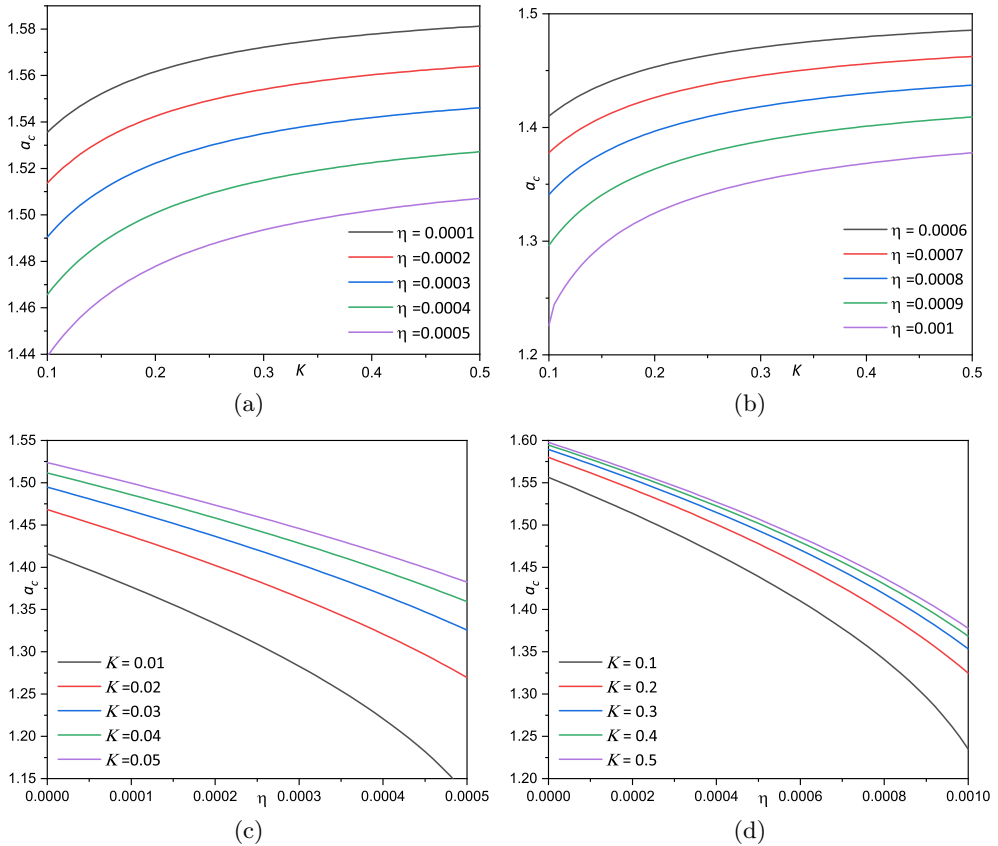 1.58
1.56
1.54
1.52
1.50
1.48
1.46
1.44
a_c
η = 0.0001
η =0.0002
η =0.0003
η =0.0004
η =0.0005
0.1 0.2 0.3 0.4 0.5
K
(a)
1.5
1.4
1.3
1.2
a_c
η = 0.0006
η =0.0007
η =0.0008
η =0.0009
η =0.001
0.1 0.2 0.3 0.4 0.5
K
(b)
1.55
1.50
1.45
1.40
1.35
1.30
1.25
1.20
1.15
a_c
K = 0.01
K =0.02
K =0.03
K =0.04
K =0.05
0.0000 0.0001 0.0002 0.0003 0.0004 0.0005
η
(c)
1.60
1.55
1.50
1.45
1.40
1.35
1.30
1.25
1.20
a_c
K = 0.1
K = 0.2
K = 0.3
K = 0.4
K = 0.5
0.0000 0.0002 0.0004 0.0006 0.0008 0.0010
η
(d)